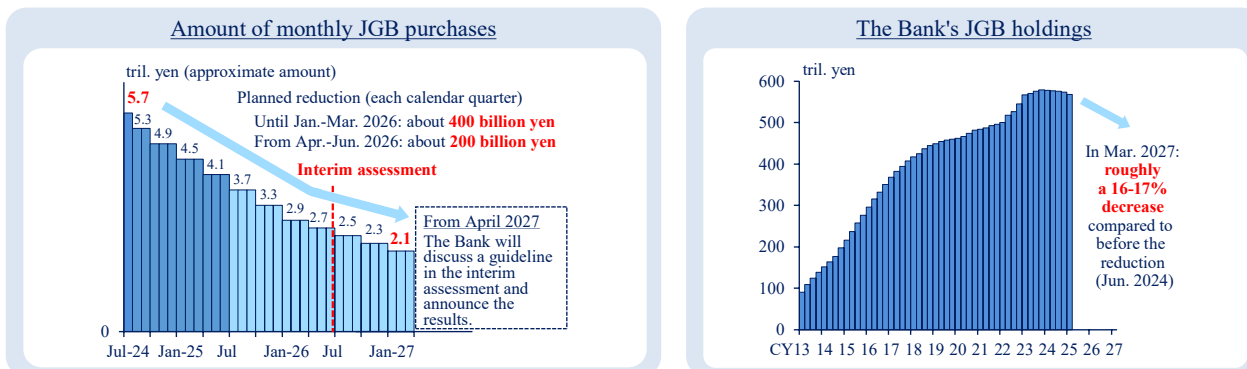 Amount of monthly JGB purchases
tril. yen (approximate amount)
5.7
5.3
4.9
4.5
4.1
3.7
3.3
2.9
2.7
2.5
2.3
2.1
Planned reduction (each calendar quarter)
Until Jan.-Mar. 2026: about 400 billion yen
From Apr.-Jun. 2026: about 200 billion yen
Interim assessment
From April 2027
The Bank will
discuss a guideline
in the interim
assessment and
announce the
results.
0
Jul-24 Jan-25 Jul Jan-26 Jul Jan-27
The Bank's JGB holdings
tril. yen
600
500
400
300
200
100
0
CY13 14 15 16 17 18 19 20 21 22 23 24 25 26 27
In Mar. 2027:
roughly
a 16-17%
decrease
compared to
before the
reduction
(Jun. 2024)